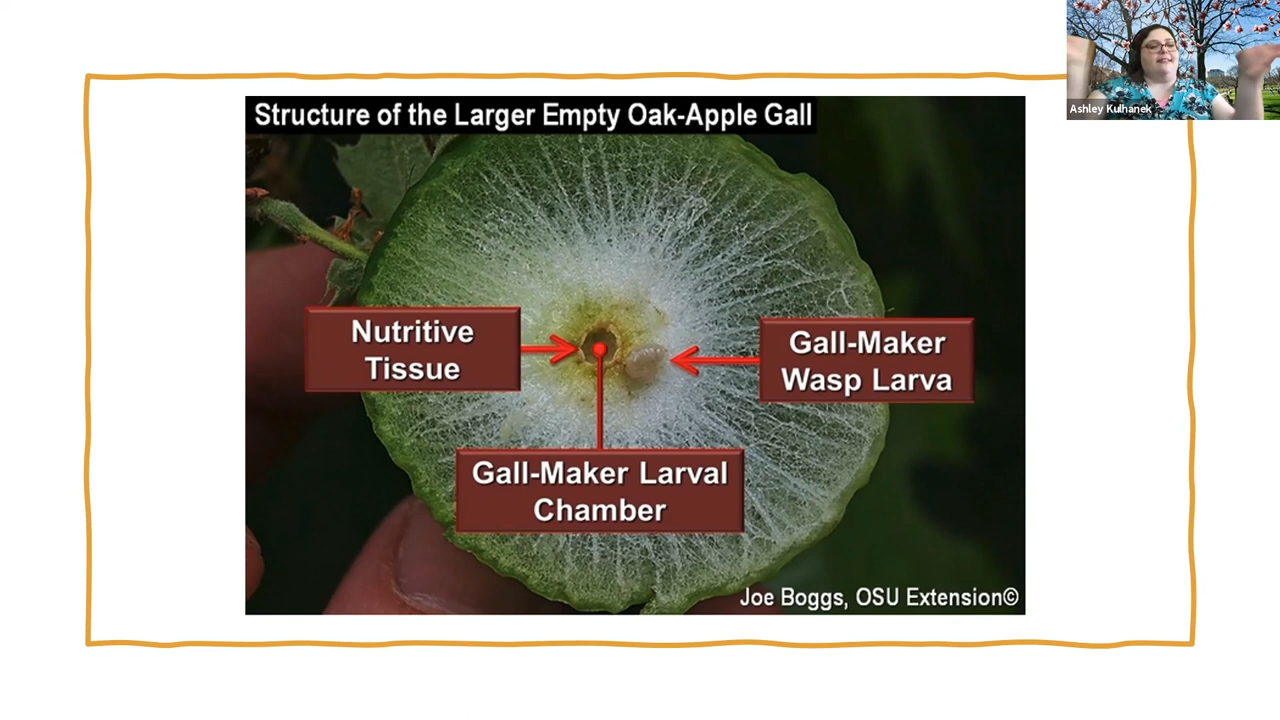 Structure of the Larger Empty Oak-Apple Gall
Ashley Kulhanek
Nutritive
Tissue
Gall-Maker
Wasp Larva
Gall-Maker Larval
Chamber
Joe Boggs, OSU Extension©